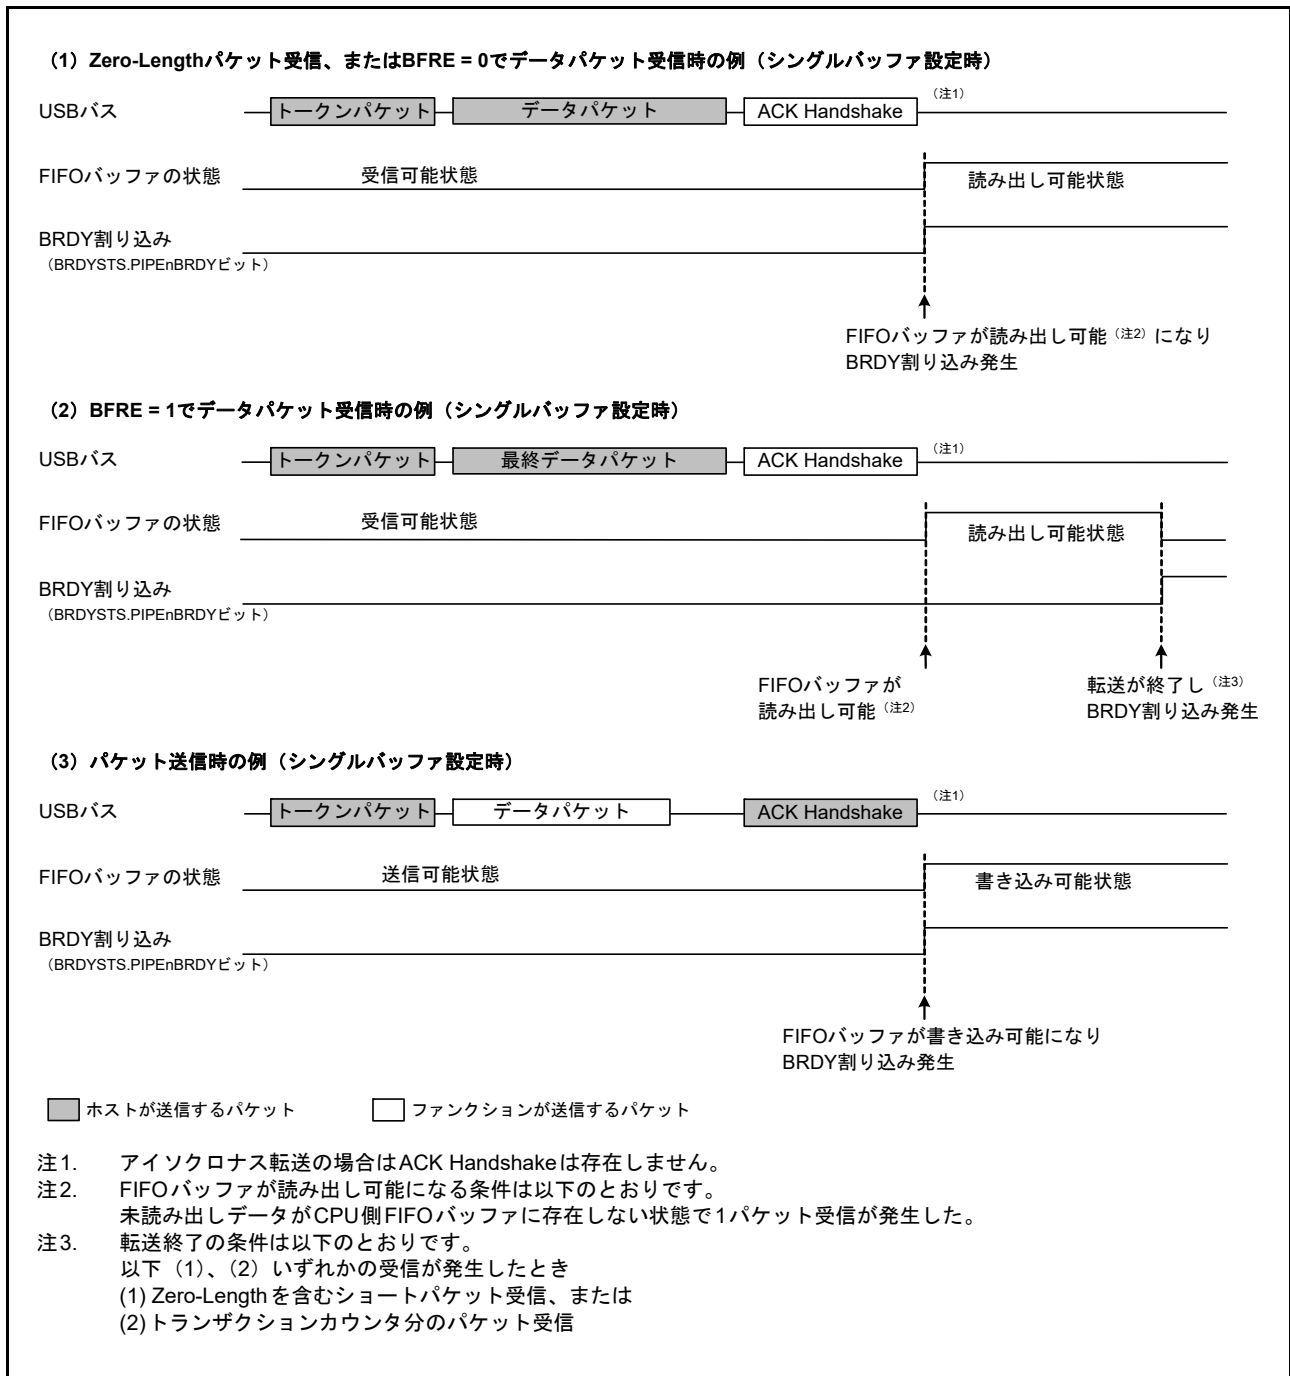 （1）Zero-Lengthパケット受信、またはBFRE = 0でデータパケット受信時の例（シングルバッファ設定時）
USBバス トークンパケット データパケット ACK Handshake （注1）
FIFOバッファの状態 受信可能状態 読み出し可能状態
BRDY割り込み
（BRDYSTS.PIPEnBRDYビット）
FIFOバッファが読み出し可能（注2）になり
BRDY割り込み発生
（2）BFRE = 1でデータパケット受信時の例（シングルバッファ設定時）
USBバス トークンパケット 最終データパケット ACK Handshake （注1）
FIFOバッファの状態 受信可能状態 読み出し可能状態
BRDY割り込み
（BRDYSTS.PIPEnBRDYビット）
FIFOバッファが 転送が終了し（注3）
読み出し可能（注2） BRDY割り込み発生
（3）パケット送信時の例（シングルバッファ設定時）
USBバス トークンパケット データパケット ACK Handshake （注1）
FIFOバッファの状態 送信可能状態 書き込み可能状態
BRDY割り込み
（BRDYSTS.PIPEnBRDYビット）
FIFOバッファが書き込み可能になり
BRDY割り込み発生
ホストが送信するパケット ファンクションが送信するパケット
注1. アイソクロナス転送の場合はACK Handshakeは存在しません。
注2. FIFOバッファが読み出し可能になる条件は以下のとおりです。
未読み出しデータがCPU側FIFOバッファに存在しない状態で1パケット受信が発生した。
注3. 転送終了の条件は以下のとおりです。
以下（1）、（2）いずれかの受信が発生したとき
(1) Zero-Lengthを含むショートパケット受信、または
(2)トランザクションカウンタ分のパケット受信